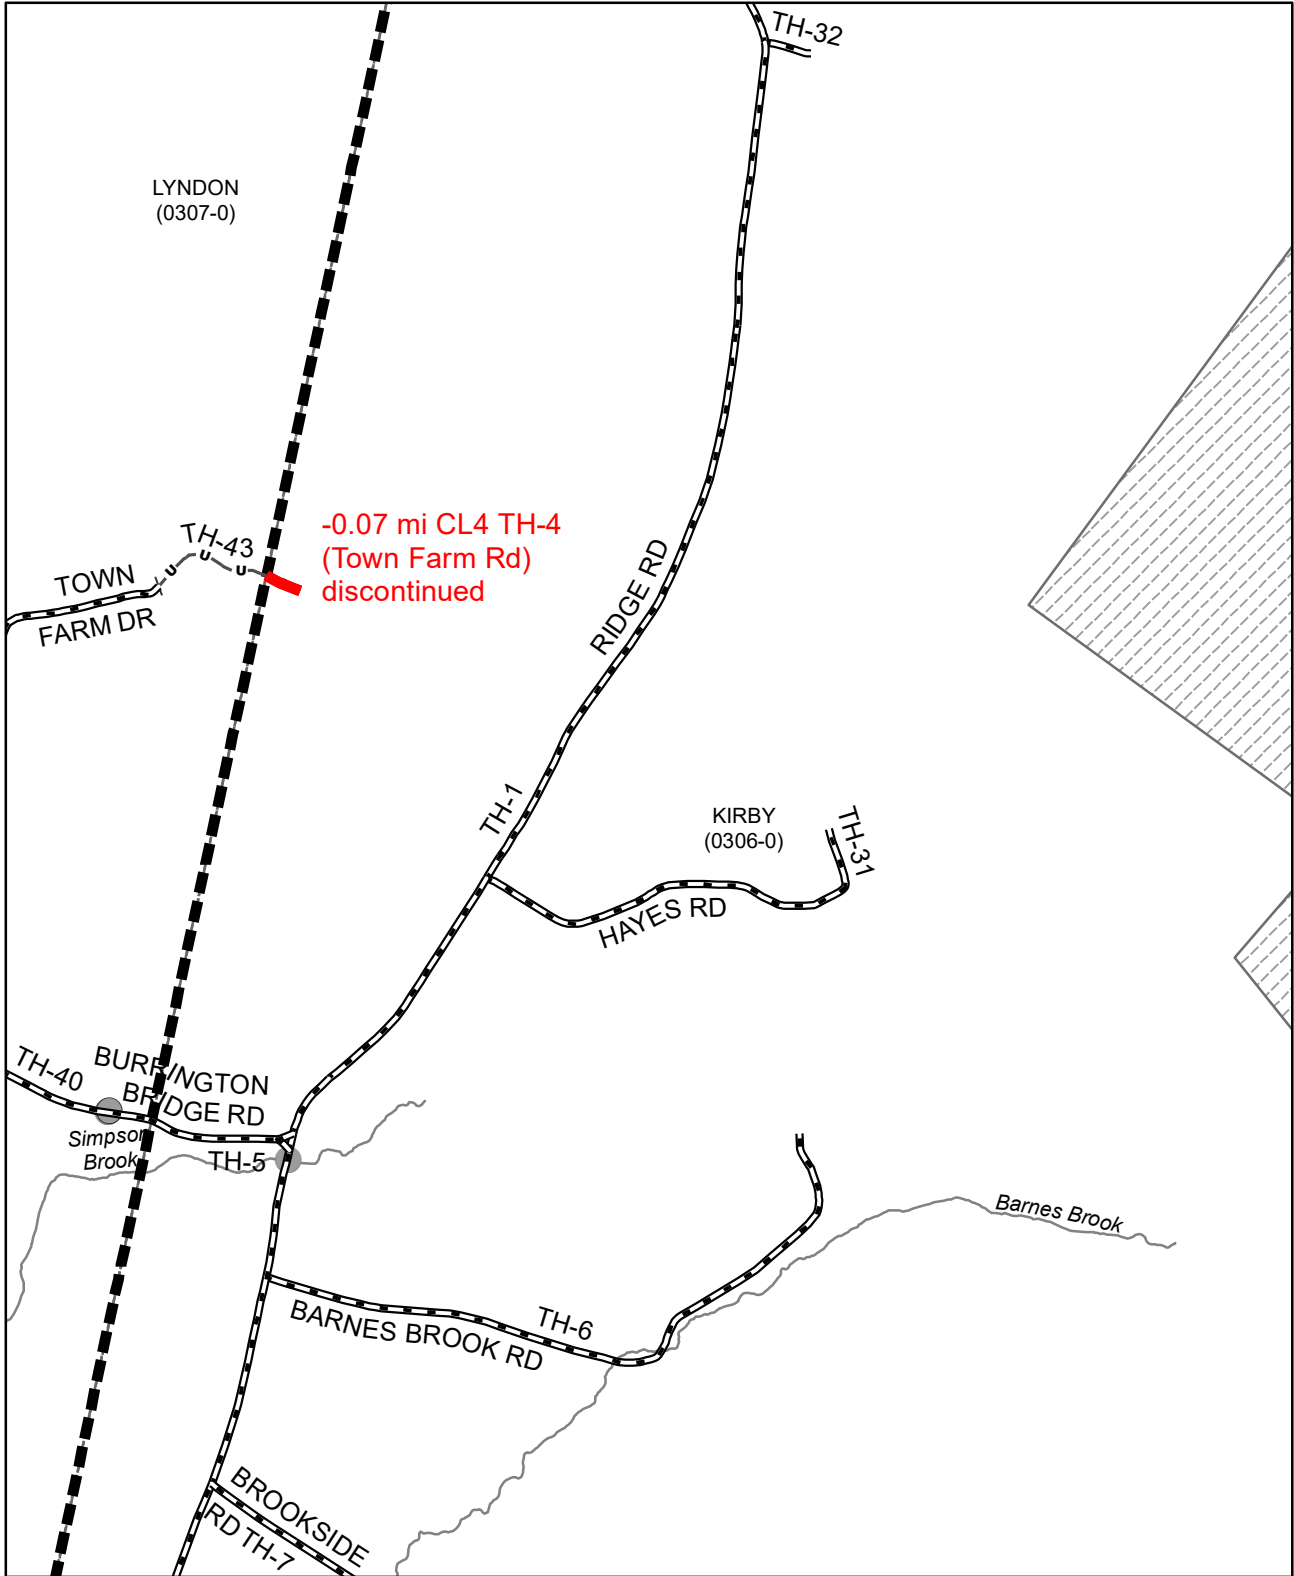 TH-32
LYNDON
(0307-0)
-0.07 mi CL4 TH-4
(Town Farm Rd)
discontinued
TH-43
TOWN
FARM DR
RIDGE RD
TH-1
KIRBY
(0306-0)
TH-31
HAYES RD
TH-40
BURRINGTON
BRIDGE RD
Simpson
Brook
TH-5
Barnes Brook
TH-6
BARNES BROOK RD
BROOKSIDE
RD TH-7
U
U
U